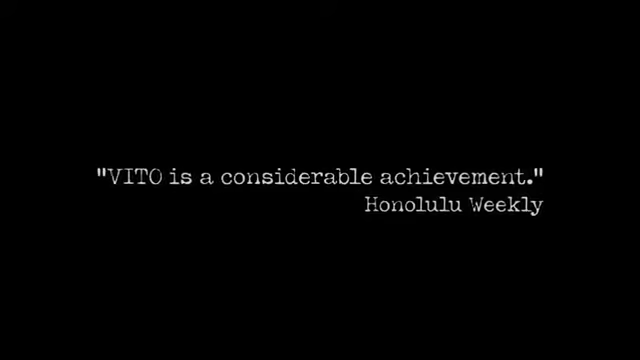 "VITO is a considerable achievement."
Honolulu Weekly